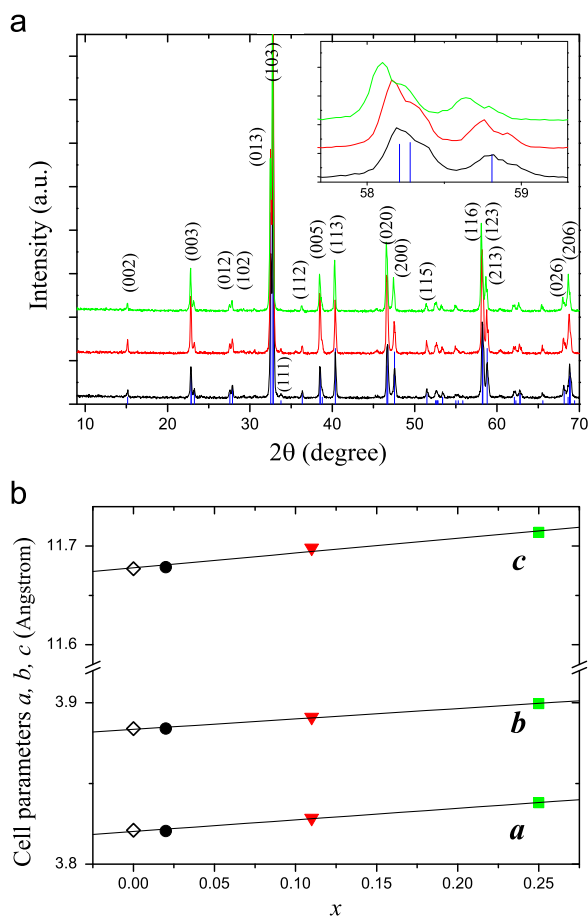 a
Intensity (a.u.)
(002)
(003)
(012)
(102)
(013)
(103)
(111)
(112)
(005)
(113)
(020)
(200)
(115)
(116)
(123)
(213)
(026)
(206)
58 59
10 20 30 40 50 60 70
2θ (degree)
b
Cell parameters a, b, c (Angstrom)
11.7
11.6
3.9
3.8
c
b
a
0.00 0.05 0.10 0.15 0.20 0.25
x